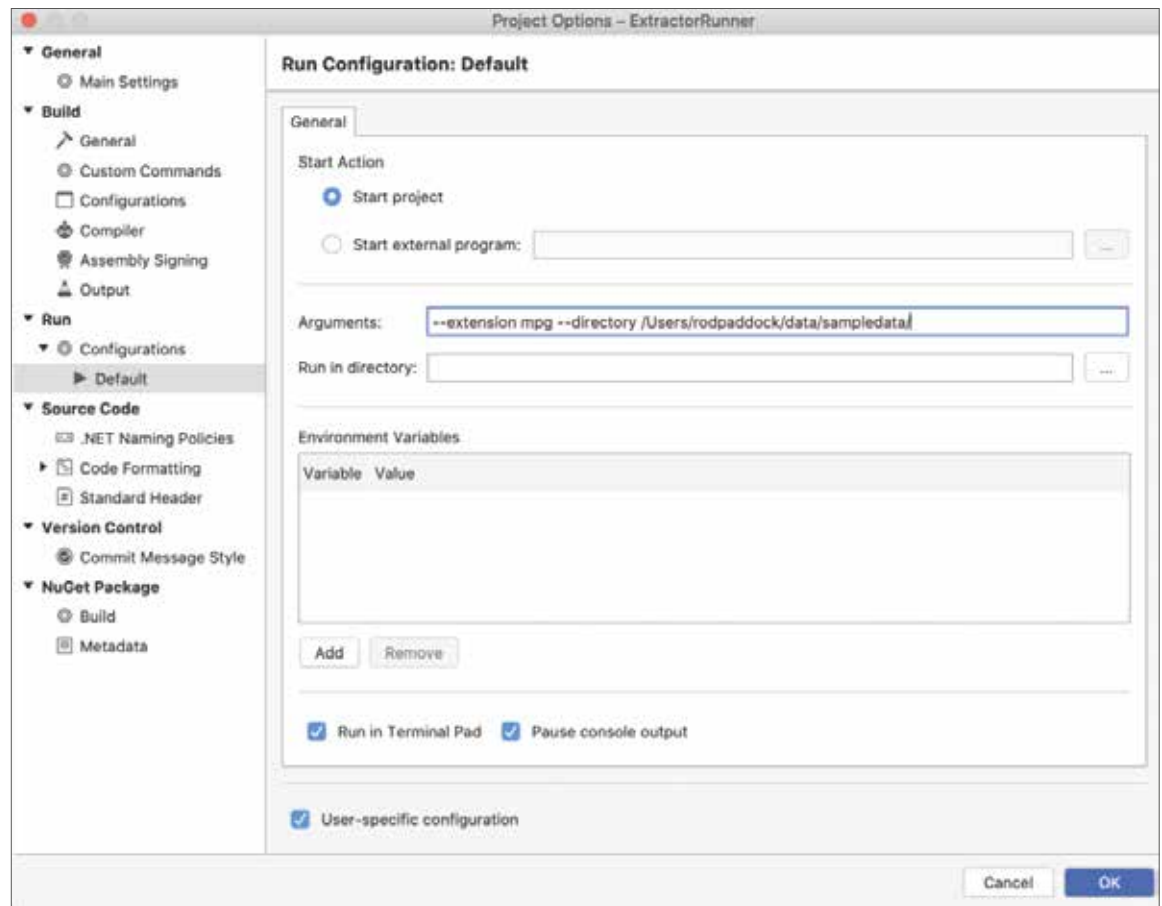 Project Options – ExtractorRunner
General
Main Settings
Build
General
Custom Commands
Configurations
Compiler
Assembly Signing
Output
Run
Configurations
Default
Source Code
.NET Naming Policies
Code Formatting
Standard Header
Version Control
Commit Message Style
NuGet Package
Build
Metadata
Run Configuration: Default
General
Start Action
Start project
Start external program:
...
Arguments: --extension mpg --directory /Users/rodpaddock/data/sampledata/
Run in directory:
...
Environment Variables
Variable Value
Add Remove
Run in Terminal Pad Pause console output
User-specific configuration
Cancel OK